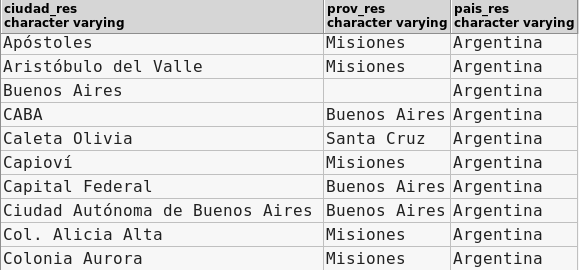 ciudad_res prov_res pais_res
character varying character varying character varying
Apóstoles Misiones Argentina
Aristóbulo del Valle Misiones Argentina
Buenos Aires Argentina
CABA Buenos Aires Argentina
Caleta Olivia Santa Cruz Argentina
Capioví Misiones Argentina
Capital Federal Buenos Aires Argentina
Ciudad Autónoma de Buenos Aires Buenos Aires Argentina
Col. Alicia Alta Misiones Argentina
Colonia Aurora Misiones Argentina